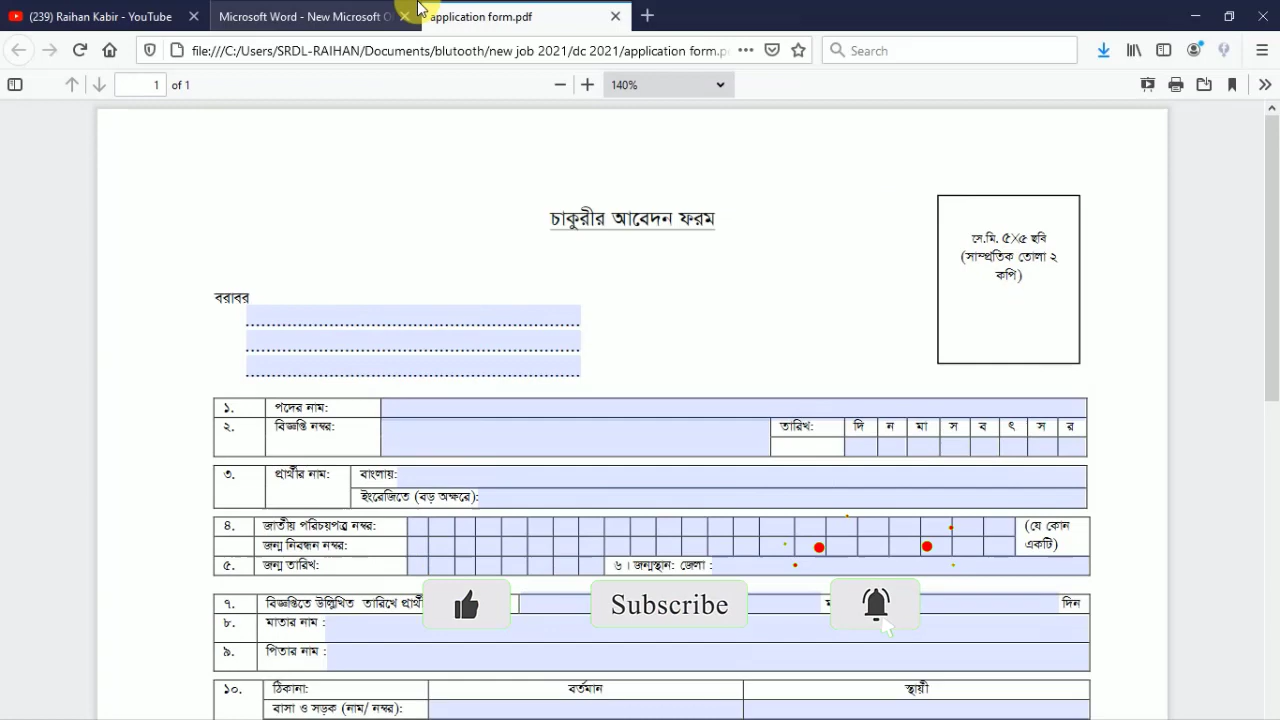 (239) Raihan Kabir - YouTube
Microsoft Word - New Microsoft O
application form.pdf
file:///C:/Users/SRDL-RAIHAN/Documents/blutooth/new job 2021/dc 2021/application form.p
Search
1 of 1
140%
চাকুরীর আবেদন ফরম
সে.মি. ৫X৫ ছবি
(সাম্প্রতিক তোলা ২
কপি)
বরাবর
১. পদের নাম:
২. বিজ্ঞপ্তি নম্বর: তারিখ: দি ন মা স ব ৎ স র
৩. প্রার্থীর নাম: বাংলায়:
ইংরেজিতে (বড় অক্ষরে):
৪. জাতীয় পরিচয়পত্র নম্বর: (যে কোন
জন্ম নিবন্ধন নম্বর: একটি)
৫. জন্ম তারিখ: ৬। জন্মস্থান: জেলা :
৭. বিজ্ঞপ্তিতে উল্লিখিত তারিখে প্রার্থী দিন
Subscribe
৮. মাতার নাম :
৯. পিতার নাম :
১০. ঠিকানা: বর্তমান স্থায়ী
বাসা ও সড়ক (নাম/ নম্বর):